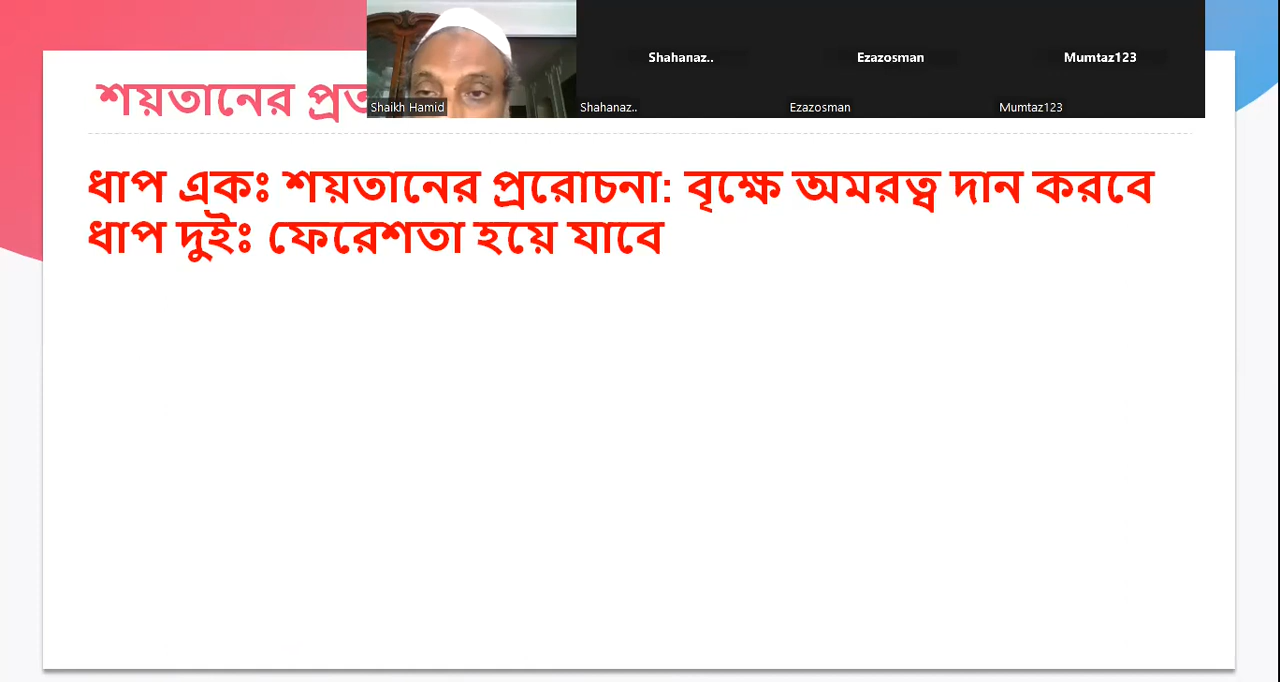 শয়তানের
Shaikh Hamid
Shahanaz..
Shahanaz..
Ezazosman
Ezazosman
Mumtaz123
Mumtaz123
ধাপ একঃ শয়তানের প্ররোচনা: বৃক্ষে অমরত্ব দান করবে
ধাপ দুইঃ ফেরেশতা হয়ে যাবে